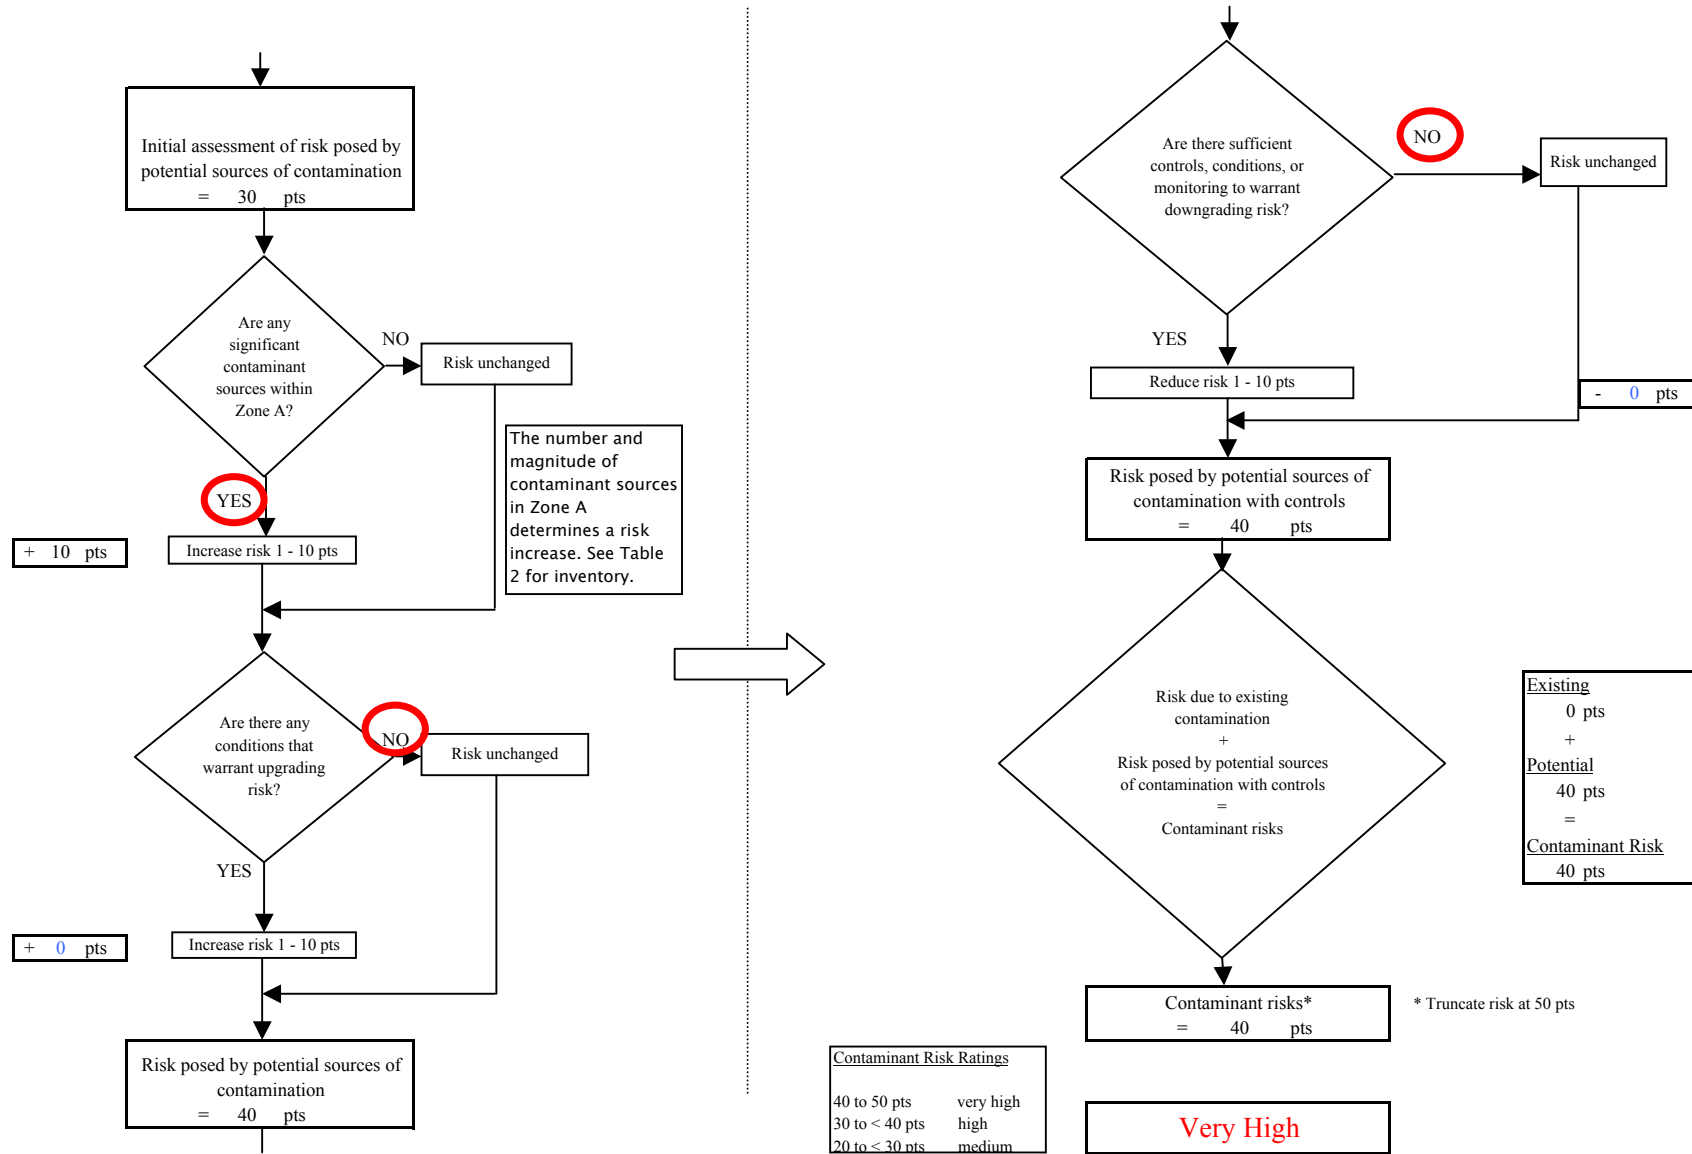 Initial assessment of risk posed by
potential sources of contamination
= 30 pts
Are any
significant
contaminant
sources within
Zone A?
NO
Risk unchanged
The number and
magnitude of
contaminant sources
in Zone A
determines a risk
increase. See Table
2 for inventory.
YES
+ 10 pts
Increase risk 1 - 10 pts
Are there any
conditions that
warrant upgrading
risk?
NO
Risk unchanged
YES
+ 0 pts
Increase risk 1 - 10 pts
Risk posed by potential sources of
contamination
= 40 pts
Are there sufficient
controls, conditions, or
monitoring to warrant
downgrading risk?
NO
Risk unchanged
YES
Reduce risk 1 - 10 pts
- 0 pts
Risk posed by potential sources of
contamination with controls
= 40 pts
Risk due to existing
contamination
+
Risk posed by potential sources
of contamination with controls
=
Contaminant risks
Existing
0 pts
+
Potential
40 pts
=
Contaminant Risk
40 pts
Contaminant risks*
= 40 pts
* Truncate risk at 50 pts
Contaminant Risk Ratings
40 to 50 pts very high
30 to < 40 pts high
20 to < 30 pts medium
Very High